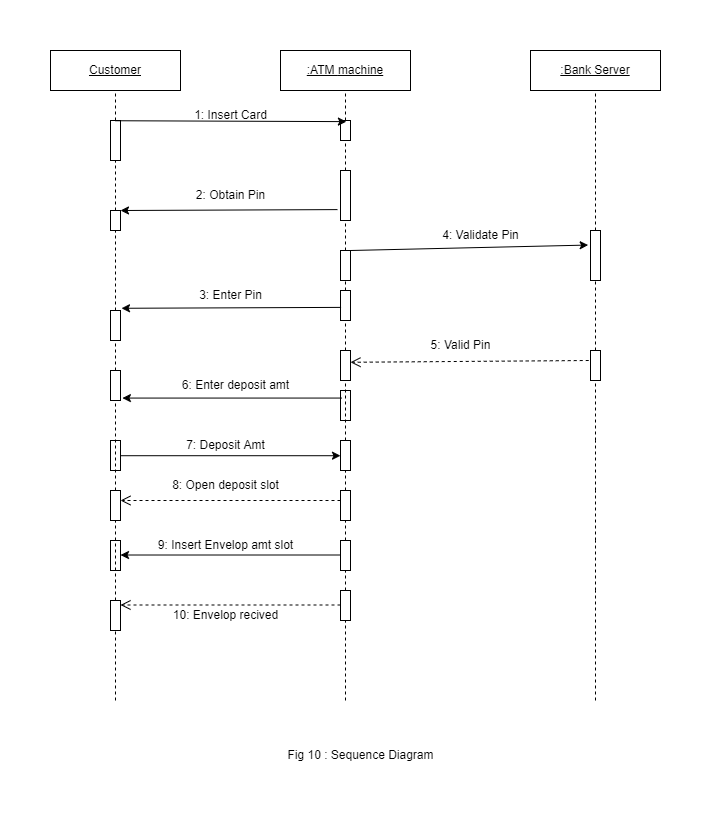 Customer
:ATM machine
:Bank Server
1: Insert Card
2: Obtain Pin
4: Validate Pin
3: Enter Pin
5: Valid Pin
6: Enter deposit amt
7: Deposit Amt
8: Open deposit slot
9: Insert Envelop amt slot
10: Envelop recived
Fig 10 : Sequence Diagram